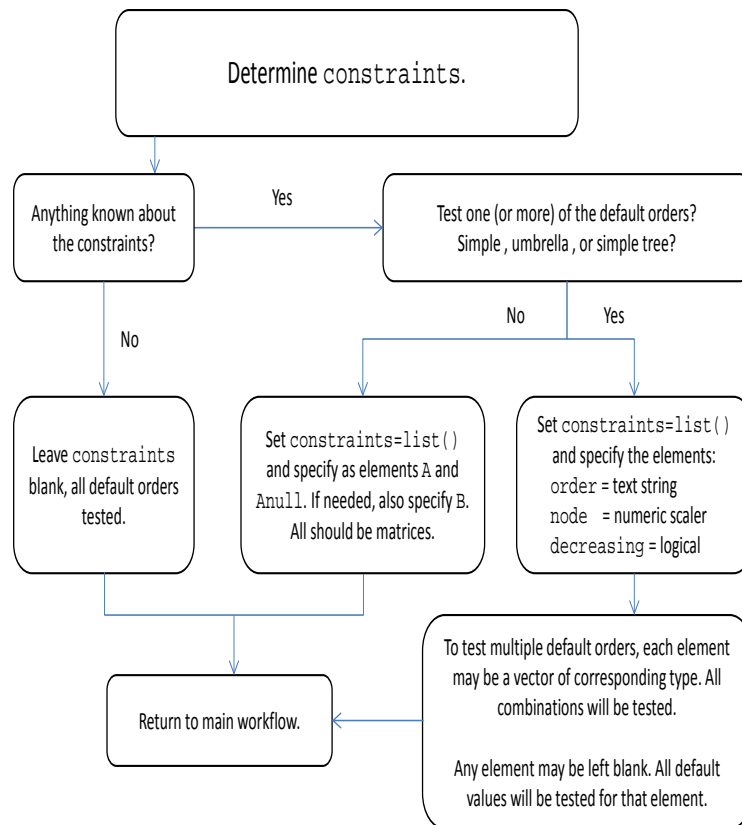 Determine constraints.
Anything known about
the constraints?
Yes
Test one (or more) of the default orders?
Simple , umbrella , or simple tree?
No
No
Yes
Leave constraints
blank, all default orders
tested.
Set constraints=list()
and specify as elements A and
Anull. If needed, also specify B.
All should be matrices.
Set constraints=list()
and specify the elements:
order = text string
node = numeric scaler
decreasing = logical
To test multiple default orders, each element
may be a vector of corresponding type. All
combinations will be tested.
Any element may be left blank. All default
values will be tested for that element.
Return to main workflow.